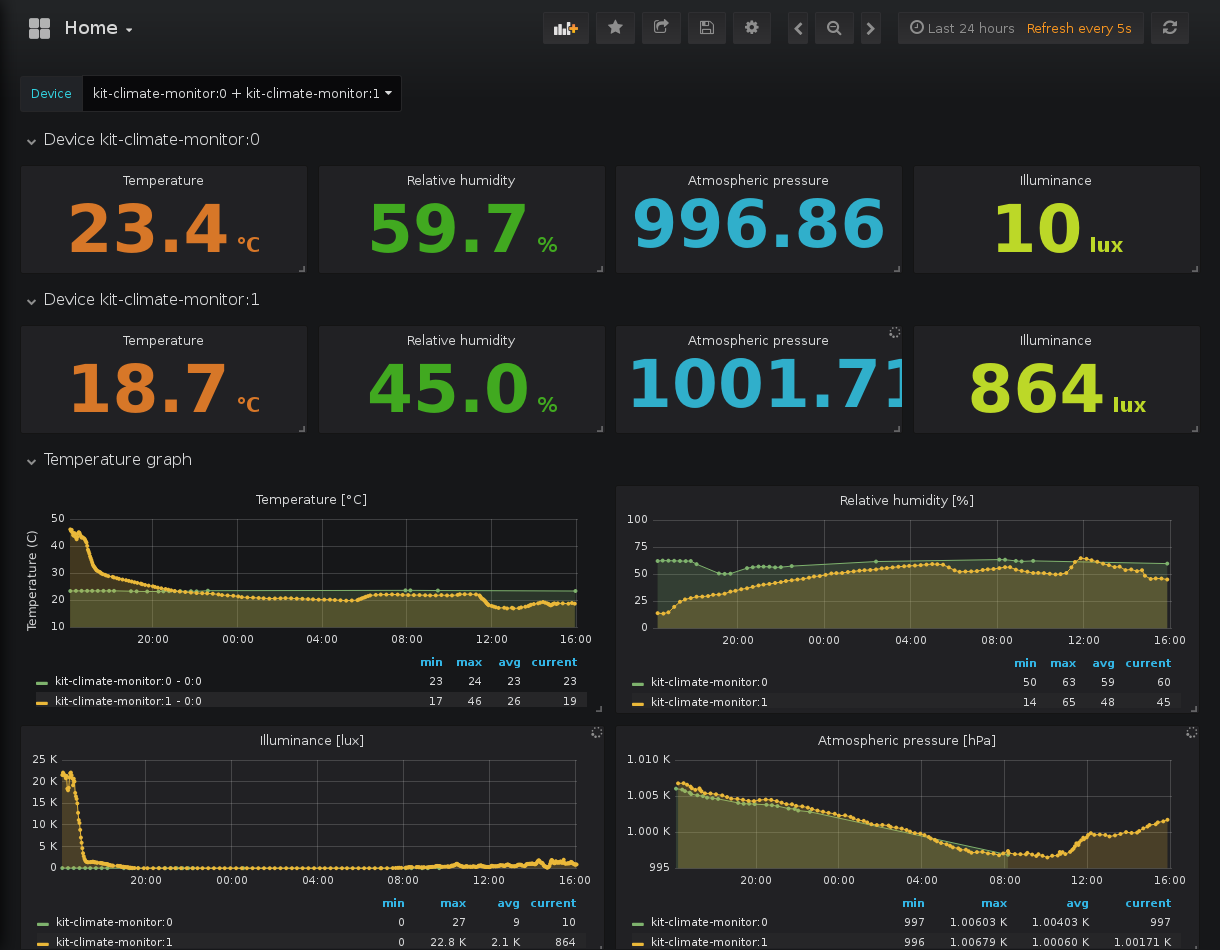 Home
Last 24 hours Refresh every 5s
Device kit-climate-monitor:0 + kit-climate-monitor:1
Device kit-climate-monitor:0
Temperature Relative humidity Atmospheric pressure Illuminance
23.4 °C 59.7 % 996.86 10 lux
Device kit-climate-monitor:1
Temperature Relative humidity Atmospheric pressure Illuminance
18.7 °C 45.0 % 1001.71 864 lux
Temperature graph
Temperature [°C]
Temperature (C)
50
40
30
20
10
20:00 00:00 04:00 08:00 12:00 16:00
min max avg current
kit-climate-monitor:0 - 0:0 23 24 23 23
kit-climate-monitor:1 - 0:0 17 46 26 19
Relative humidity [%]
100
75
50
25
0
20:00 00:00 04:00 08:00 12:00 16:00
min max avg current
kit-climate-monitor:0 50 63 59 60
kit-climate-monitor:1 14 65 48 45
Illuminance [lux]
25 K
20 K
15 K
10 K
5 K
0
20:00 00:00 04:00 08:00 12:00 16:00
min max avg current
kit-climate-monitor:0 0 27 9 10
kit-climate-monitor:1 0 22.8 K 2.1 K 864
Atmospheric pressure [hPa]
1.010 K
1.005 K
1.000 K
995
20:00 00:00 04:00 08:00 12:00 16:00
min max avg current
kit-climate-monitor:0 997 1.00603 K 1.00403 K 997
kit-climate-monitor:1 996 1.00679 K 1.00060 K 1.00171 K